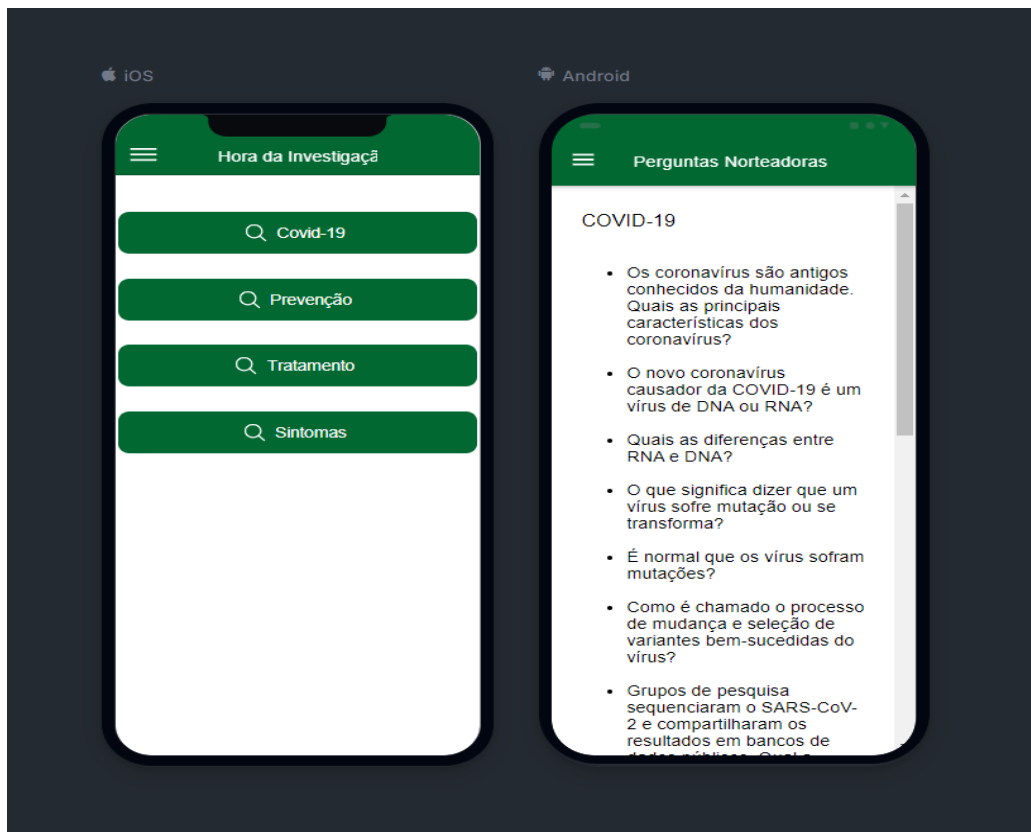 iOS
Hora da Investigaçã
Covid-19
Prevenção
Tratamento
Sintomas
Android
Perguntas Norteadoras
COVID-19
• Os coronavírus são antigos
conhecidos da humanidade.
Quais as principais
características dos
coronavírus?
• O novo coronavírus
causador da COVID-19 é um
vírus de DNA ou RNA?
• Quais as diferenças entre
RNA e DNA?
• O que significa dizer que um
vírus sofre mutação ou se
transforma?
• É normal que os vírus sofram
mutações?
• Como é chamado o processo
de mudança e seleção de
variantes bem-sucedidas do
vírus?
• Grupos de pesquisa
sequenciaram o SARS-CoV-
2 e compartilharam os
resultados em bancos de
dados públicos. Qual a